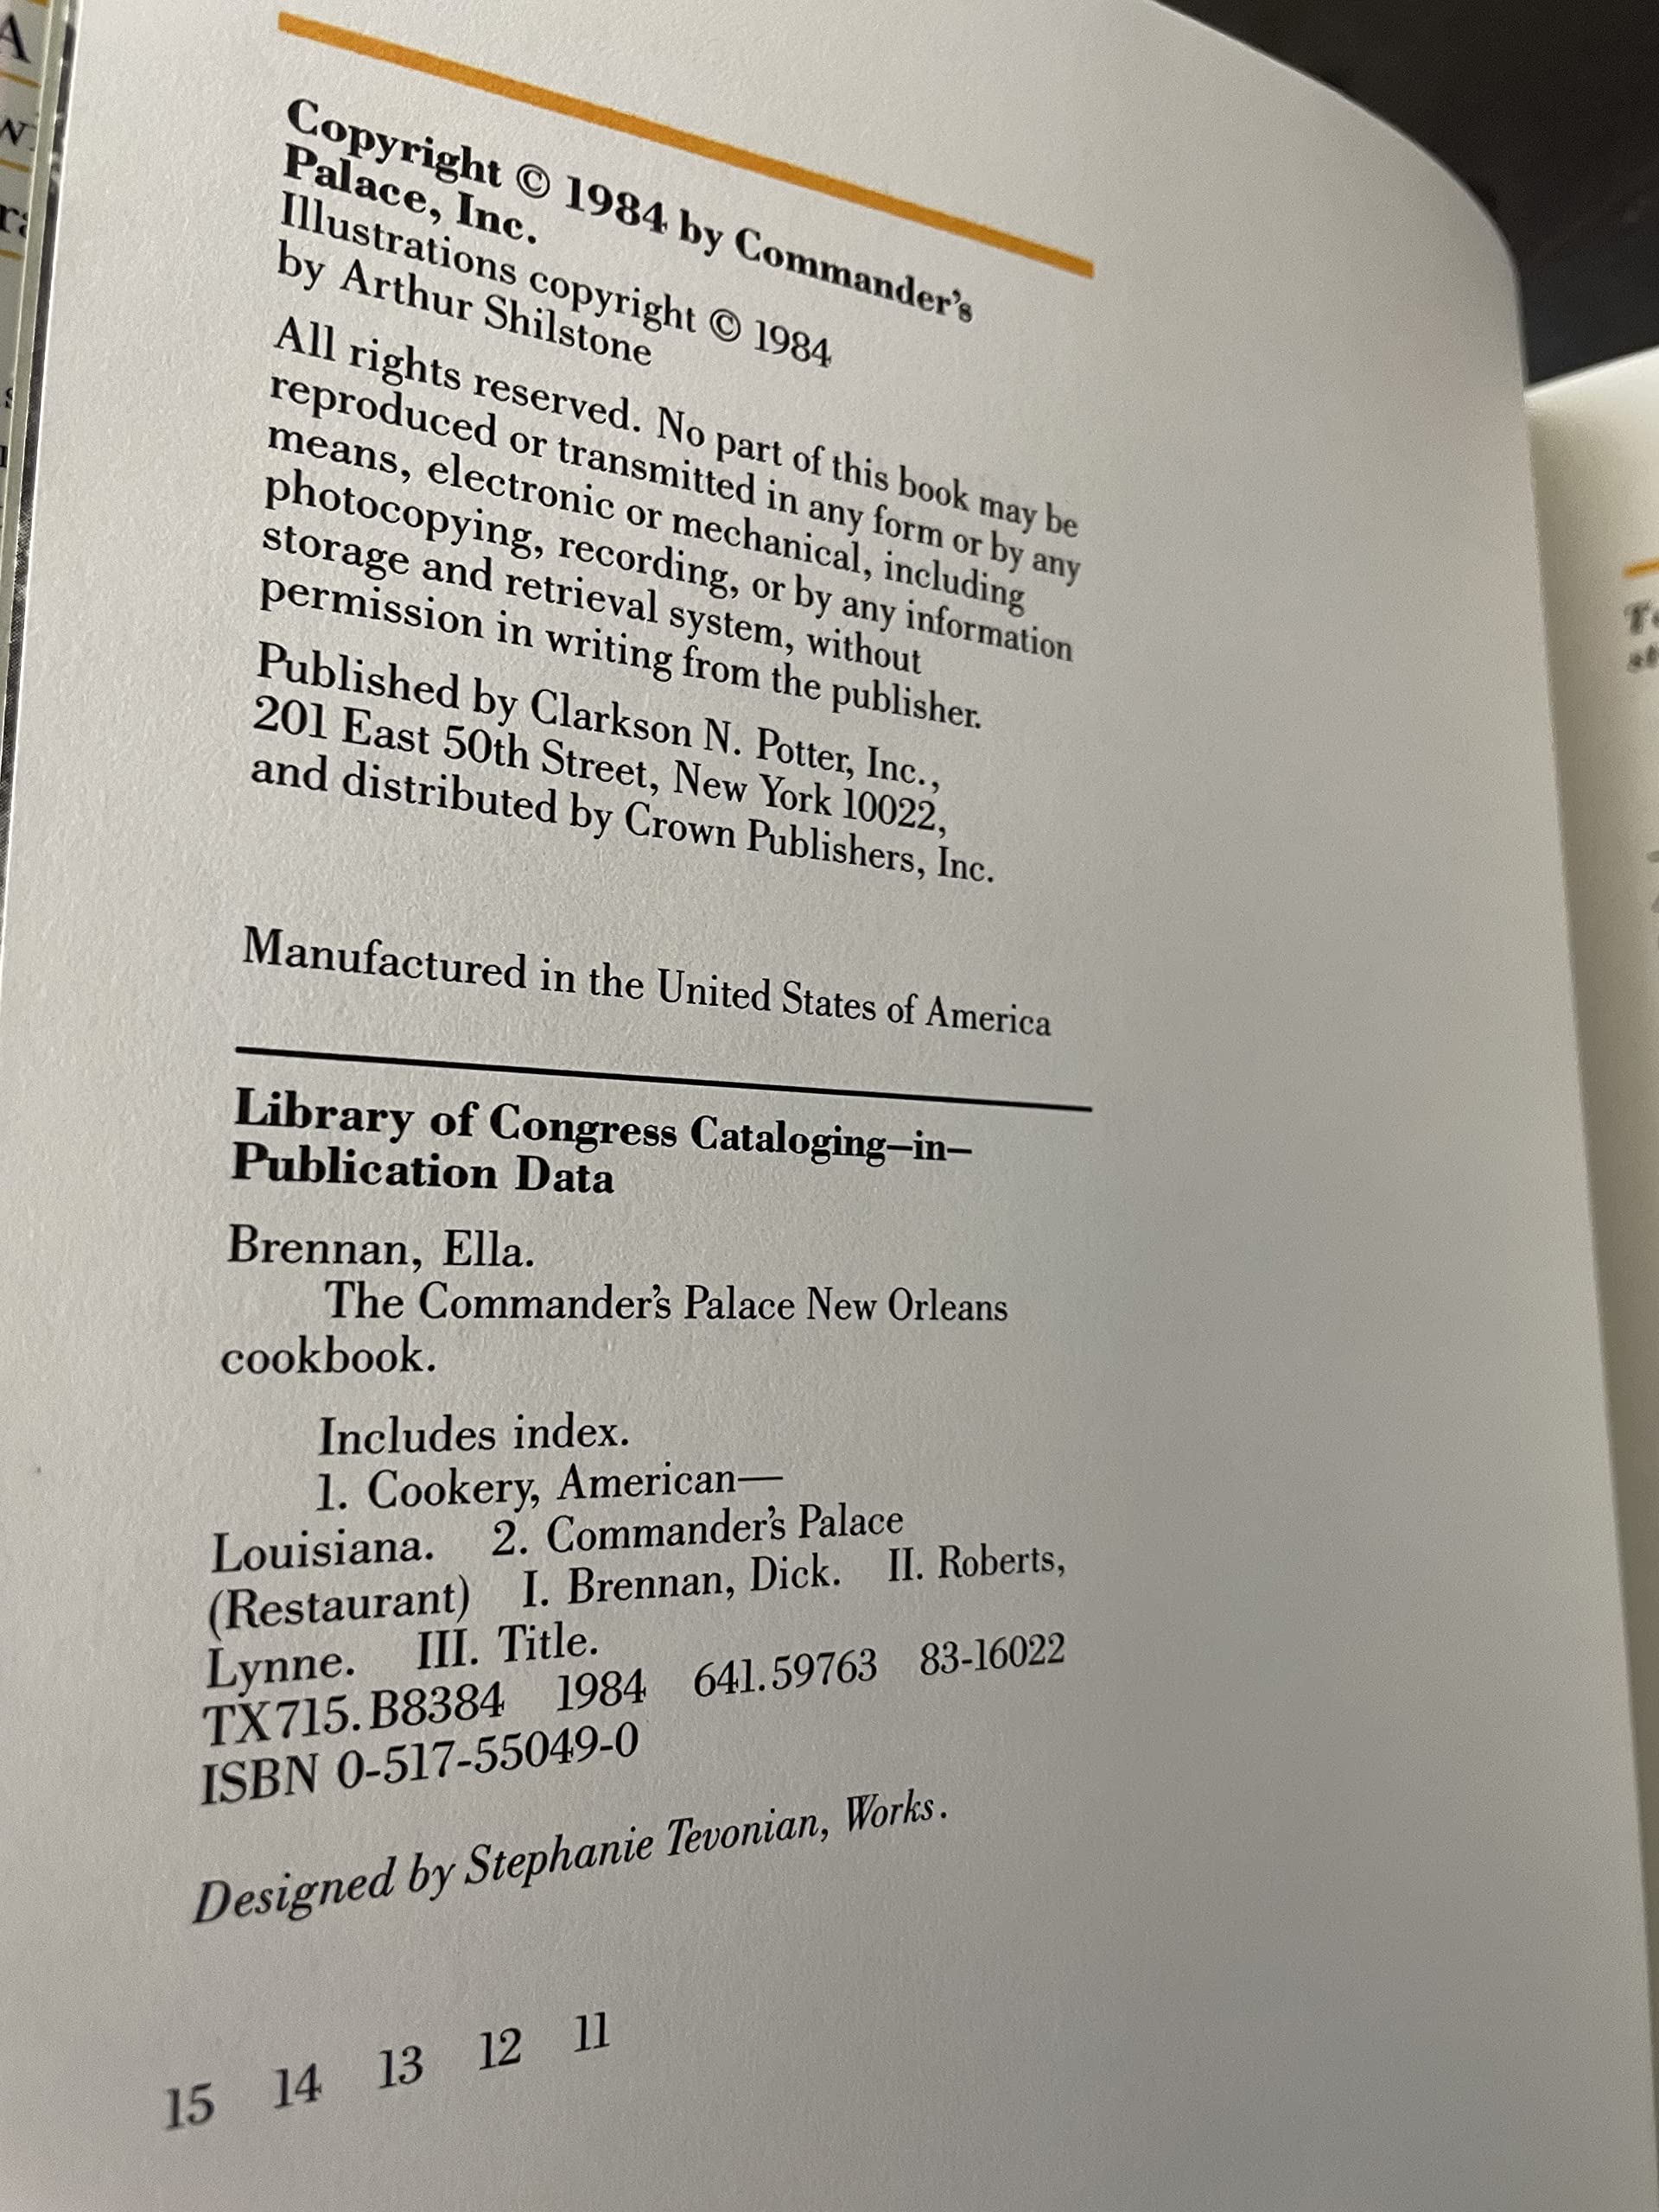 Copyright © 1984 by Commander's
Palace, Inc.
Illustrations copyright © 1984
by Arthur Shilstone
All rights reserved. No part of this book may be
reproduced or transmitted in any form or by any
means, electronic or mechanical, including
photocopying, recording, or by any information
storage and retrieval system, without
permission in writing from the publisher.
Published by Clarkson N. Potter, Inc.,
201 East 50th Street, New York 10022,
and distributed by Crown Publishers, Inc.
Manufactured in the United States of America
Library of Congress Cataloging–in–
Publication Data
Brennan, Ella.
The Commander's Palace New Orleans
cookbook.
Includes index.
1. Cookery, American—
Louisiana. 2. Commander's Palace
(Restaurant) I. Brennan, Dick. II. Roberts,
Lynne. III. Title.
TX715.B8384 1984 641.59763 83-16022
ISBN 0-517-55049-0
Designed by Stephanie Tevonian, Works.
15 14 13 12 11